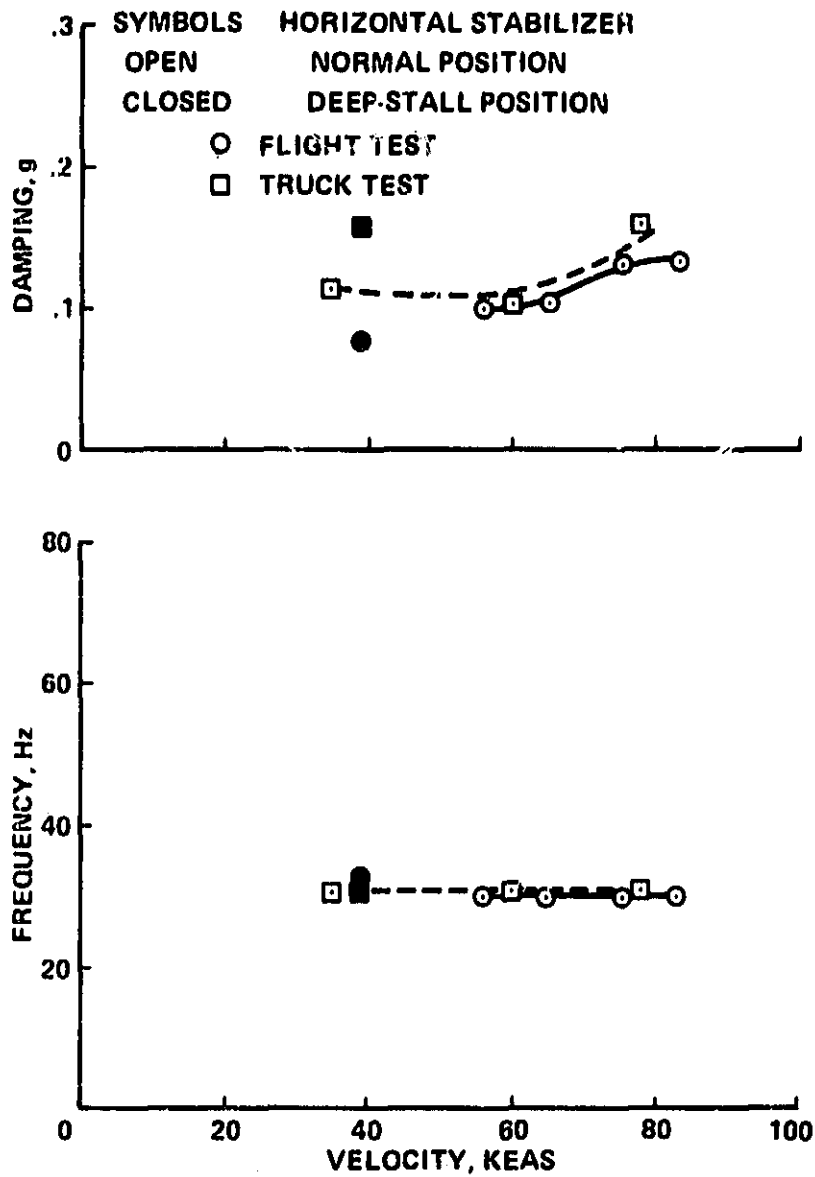 .3
SYMBOLS HORIZONTAL STABILIZER
OPEN NORMAL POSITION
CLOSED DEEP-STALL POSITION
FLIGHT TEST
TRUCK TEST
.2
.1
0
DAMPING, g
80
60
40
20
FREQUENCY, Hz
0 20 40 60 80 100
VELOCITY, KEAS